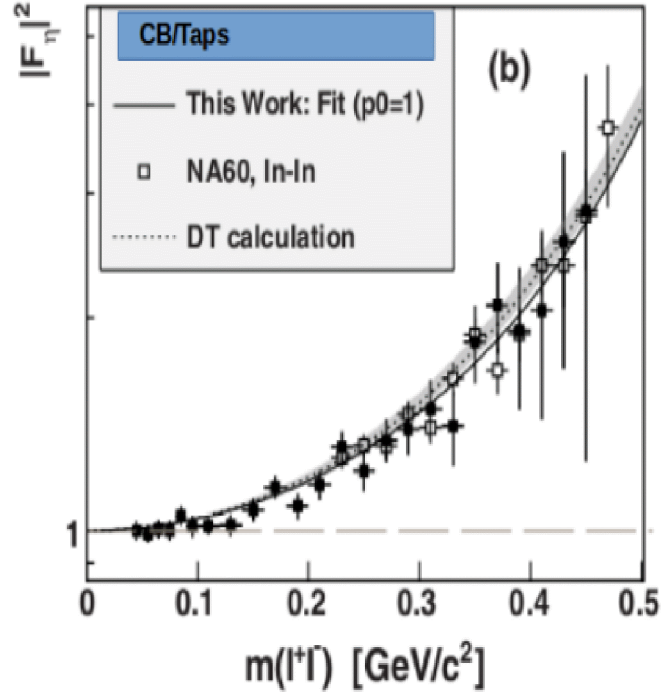 |F_η|²
CB/Taps
This Work: Fit (p0=1)
NA60, In-In
DT calculation
(b)
1
0 0.1 0.2 0.3 0.4 0.5
m(l⁺l⁻) [GeV/c²]